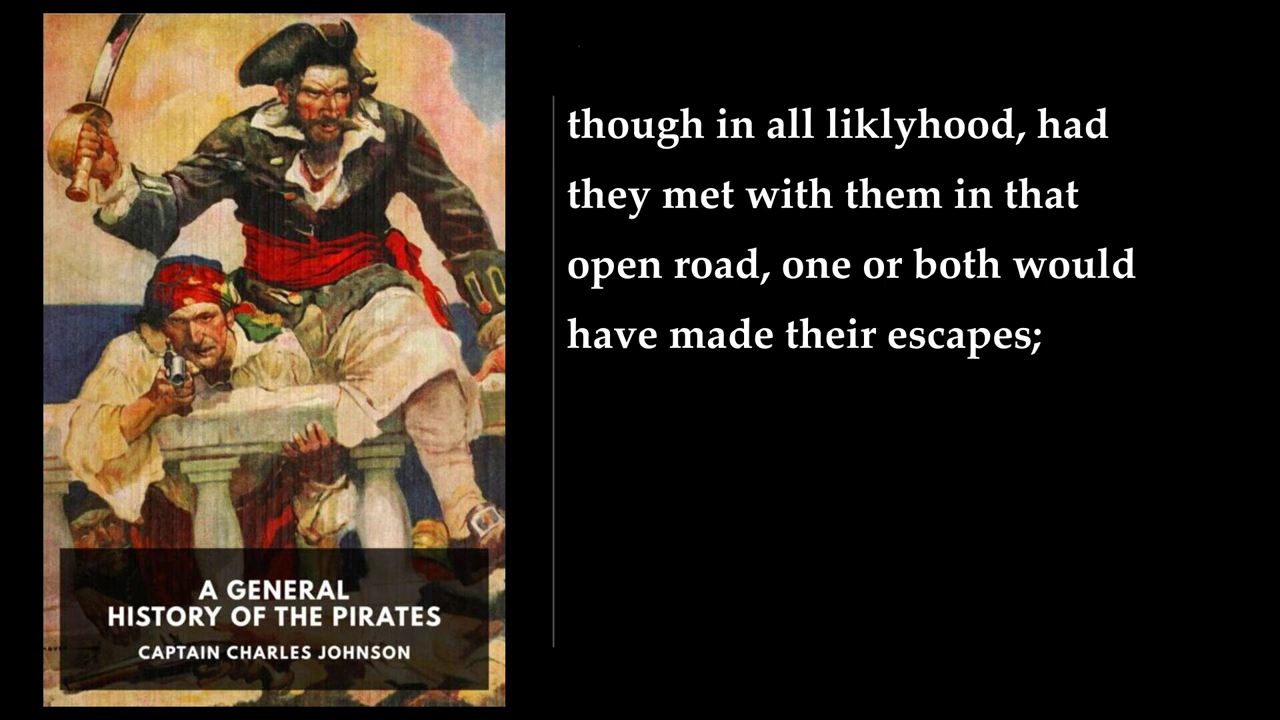 though in all liklyhood, had
they met with them in that
open road, one or both would
have made their escapes;
A GENERAL
HISTORY OF THE PIRATES
CAPTAIN CHARLES JOHNSON